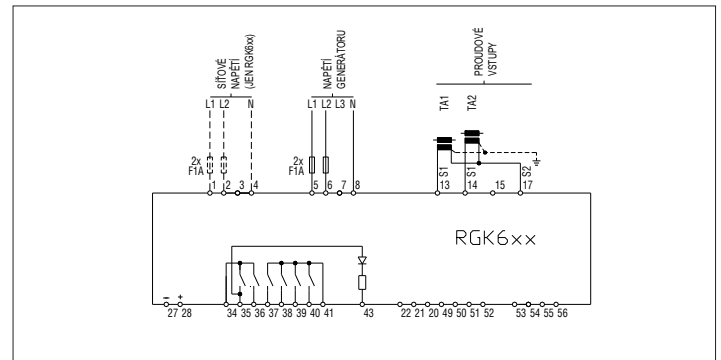 SÍŤOVÉ
NAPĚTÍ
(JEN RGK6xx)
NAPĚTÍ
GENERÁTORU
PROUDOVÉ
VSTUPY
L1 L2 N
L1 L2 L3 N
TA1
TA2
2x
F1A
2x
F1A
S1
S1
S2
1 2 3 4 5 6 7 8 13 14 15 17
RGK6xx
– +
27 28 34 35 36 37 38 39 40 41 43 22 21 20 49 50 51 52 53 54 55 56